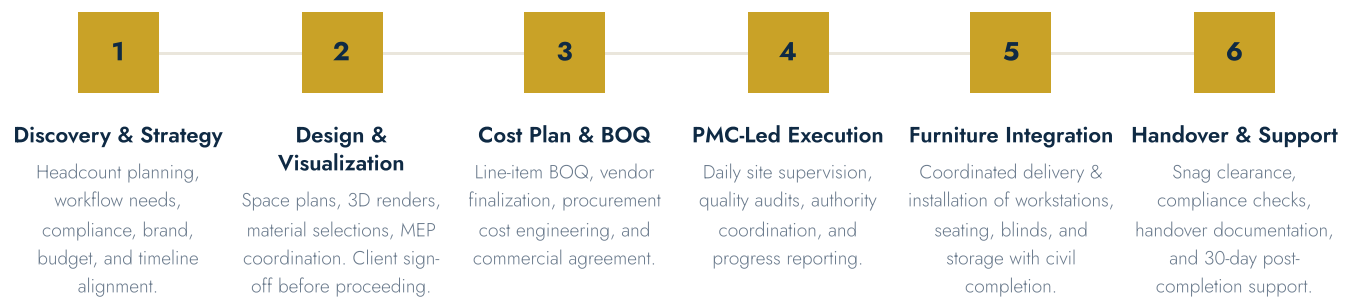 1
Discovery & Strategy
Headcount planning,
workflow needs,
compliance, brand,
budget, and timeline
alignment.
2
Design &
Visualization
Space plans, 3D renders,
material selections, MEP
coordination. Client sign-
off before proceeding.
3
Cost Plan & BOQ
Line-item BOQ, vendor
finalization, procurement
cost engineering, and
commercial agreement.
4
PMC-Led Execution
Daily site supervision,
quality audits, authority
coordination, and
progress reporting.
5
Furniture Integration
Coordinated delivery &
installation of workstations,
seating, blinds, and
storage with civil
completion.
6
Handover & Support
Snag clearance,
compliance checks,
handover documentation,
and 30-day post-
completion support.